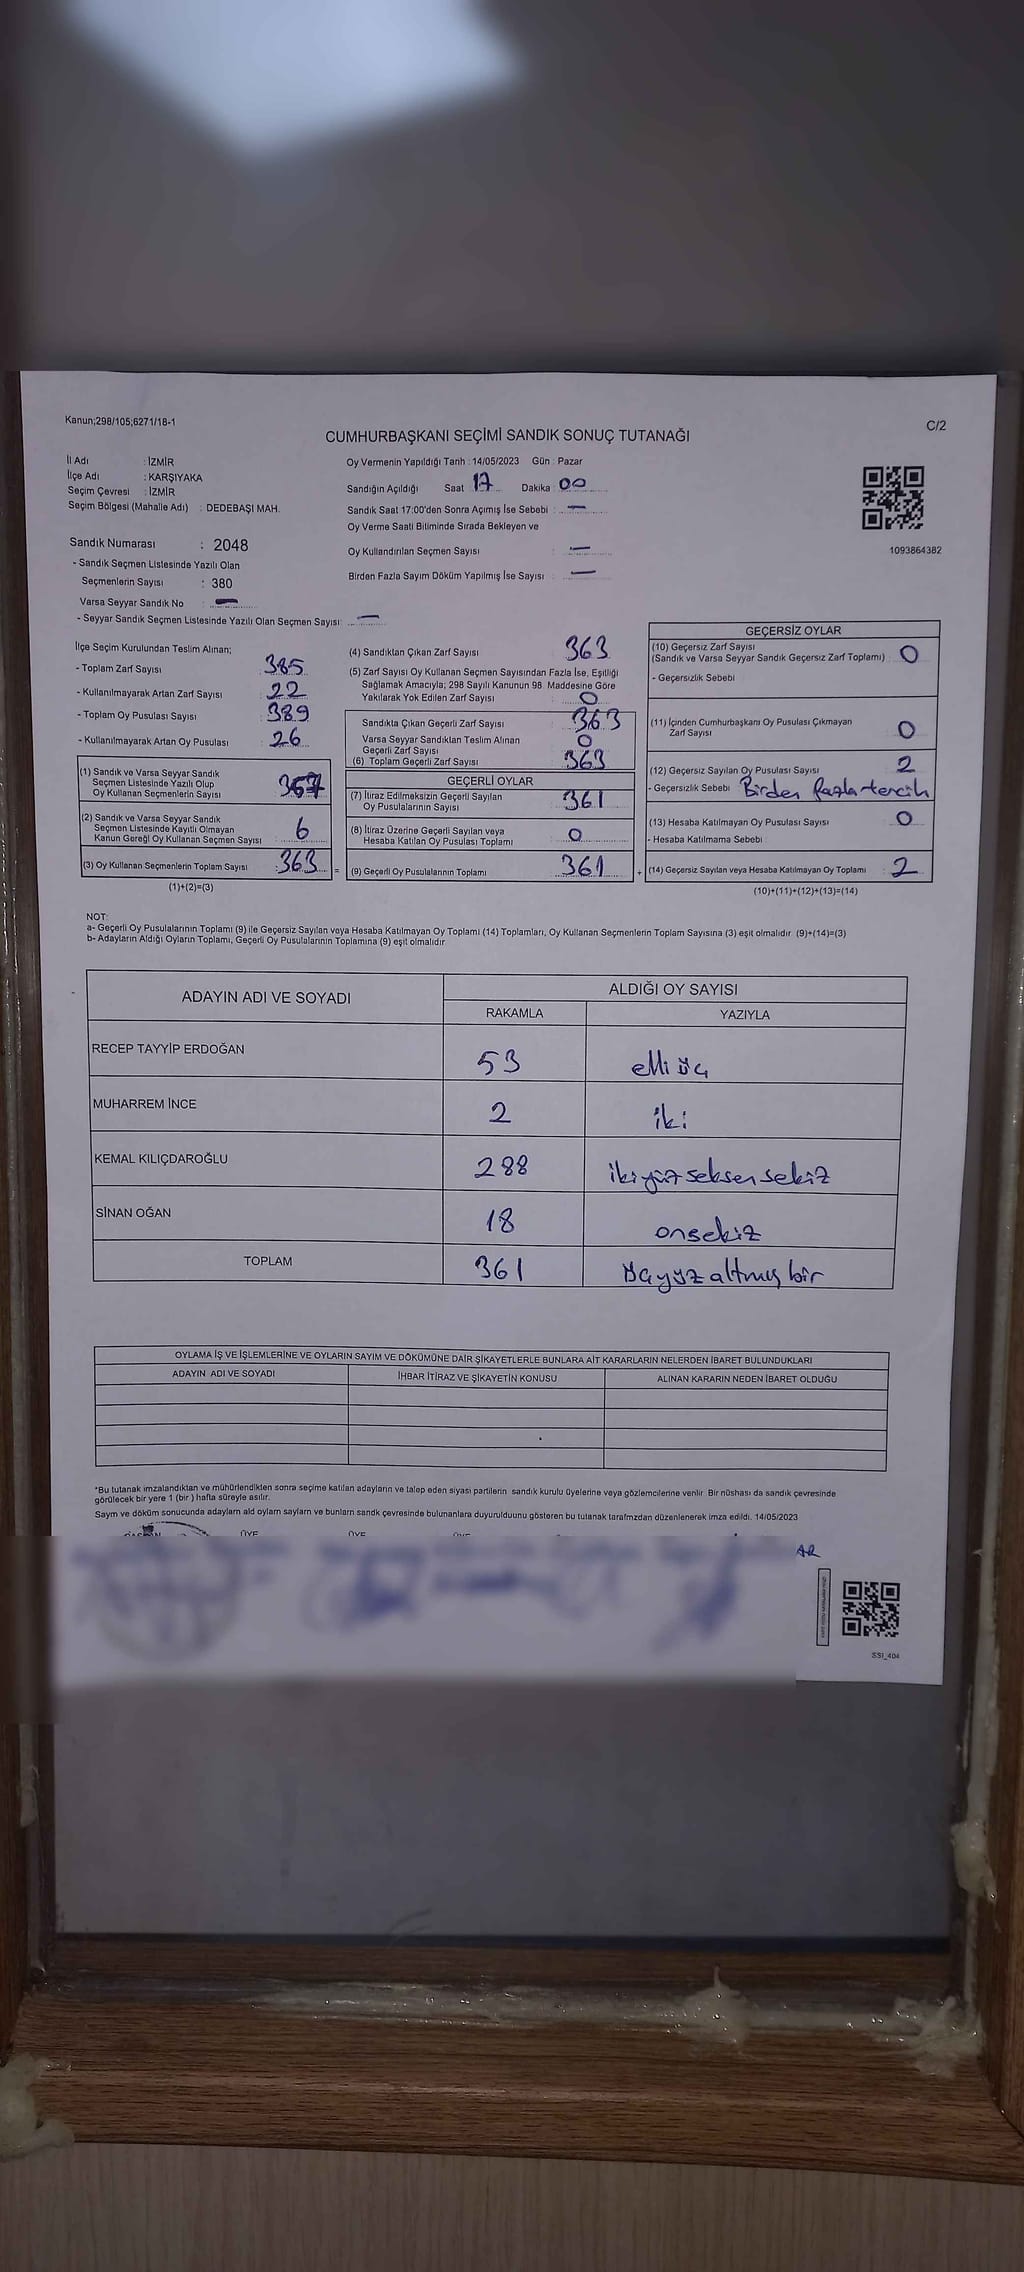 Kanun;298/105;6271/18-1
C/2
CUMHURBAŞKANI SEÇİMİ SANDIK SONUÇ TUTANAĞI
İl Adı : İZMİR
İlçe Adı : KARŞIYAKA
Seçim Çevresi : İZMİR
Seçim Bölgesi (Mahalle Adı) : DEDEBAŞI MAH.
Sandık Numarası : 2048
- Sandık Seçmen Listesinde Yazılı Olan
Seçmenlerin Sayısı : 380
Varsa Seyyar Sandık No : —
- Seyyar Sandık Seçmen Listesinde Yazılı Olan Seçmen Sayısı: —
Oy Vermenin Yapıldığı Tarih : 14/05/2023 Gün : Pazar
Sandığın Açıldığı Saat 17 Dakika : 00
Sandık Saat 17:00'den Sonra Açımış İse Sebebi : —
Oy Verme Saati Bitiminde Sırada Bekleyen ve
Oy Kullandırılan Seçmen Sayısı : —
Birden Fazla Sayım Döküm Yapılmış İse Sayısı : —
1093864382
İlçe Seçim Kurulundan Teslim Alınan;
- Toplam Zarf Sayısı : 385
- Kullanılmayarak Artan Zarf Sayısı : 22
- Toplam Oy Pusulası Sayısı : 389
- Kullanılmayarak Artan Oy Pusulası : 26
(1) Sandık ve Varsa Seyyar Sandık
Seçmen Listesinde Yazılı Olup
Oy Kullanan Seçmenlerin Sayısı : 357
(2) Sandık ve Varsa Seyyar Sandık
Seçmen Listesinde Kayıtlı Olmayan
Kanun Gereği Oy Kullanan Seçmen Sayısı : 6
(3) Oy Kullanan Seçmenlerin Toplam Sayısı : 363
(1)+(2)=(3)
=
(4) Sandıktan Çıkan Zarf Sayısı : 363
(5) Zarf Sayısı Oy Kullanan Seçmen Sayısından Fazla İse, Eşitliği
Sağlamak Amacıyla; 298 Sayılı Kanunun 98. Maddesine Göre
Yakılarak Yok Edilen Zarf Sayısı : 0
Sandıkta Çıkan Geçerli Zarf Sayısı : 363
Varsa Seyyar Sandıktan Teslim Alınan
Geçerli Zarf Sayısı : 0
(6) Toplam Geçerli Zarf Sayısı : 363
GEÇERLİ OYLAR
(7) İtiraz Edilmeksizin Geçerli Sayılan
Oy Pusulalarının Sayısı : 361
(8) İtiraz Üzerine Geçerli Sayılan veya
Hesaba Katılan Oy Pusulası Toplamı : 0
(9) Geçerli Oy Pusulalarının Toplamı : 361
+
GEÇERSİZ OYLAR
(10) Geçersiz Zarf Sayısı
(Sandık ve Varsa Seyyar Sandık Geçersiz Zarf Toplamı) : 0
- Geçersizlik Sebebi
(11) İçinden Cumhurbaşkanı Oy Pusulası Çıkmayan
Zarf Sayısı : 0
(12) Geçersiz Sayılan Oy Pusulası Sayısı : 2
- Geçersizlik Sebebi Birden fazla tercih
(13) Hesaba Katılmayan Oy Pusulası Sayısı : 0
- Hesaba Katılmama Sebebi
(14) Geçersiz Sayılan veya Hesaba Katılmayan Oy Toplamı : 2
(10)+(11)+(12)+(13)=(14)
NOT:
a- Geçerli Oy Pusulalarının Toplamı (9) ile Geçersiz Sayılan veya Hesaba Katılmayan Oy Toplamı (14) Toplamları, Oy Kullanan Seçmenlerin Toplam Sayısına (3) eşit olmalıdır. (9)+(14)=(3)
b- Adayların Aldığı Oyların Toplamı, Geçerli Oy Pusulalarının Toplamına (9) eşit olmalıdır
ADAYIN ADI VE SOYADI ALDIĞI OY SAYISI
RAKAMLA YAZIYLA
RECEP TAYYİP ERDOĞAN 53 elli üç
MUHARREM İNCE 2 iki
KEMAL KILIÇDAROĞLU 288 ikiyüz seksen sekiz
SİNAN OĞAN 18 onsekiz
TOPLAM 361 üçyüz altmış bir
OYLAMA İŞ VE İŞLEMLERİNE VE OYLARIN SAYIM VE DÖKÜMÜNE DAİR ŞİKAYETLERLE BUNLARA AİT KARARLARIN NELERDEN İBARET BULUNDUKLARI
ADAYIN ADI VE SOYADI İHBAR İTİRAZ VE ŞİKAYETİN KONUSU ALINAN KARARIN NEDEN İBARET OLDUĞU
*Bu tutanak imzalandıktan ve mühürlendikten sonra seçime katılan adayların ve talep eden siyasi partilerin sandık kurulu üyelerine veya gözlemcilerine verilir. Bir nüshası da sandık çevresinde
görülecek bir yere 1 (bir ) hafta süreyle asılır.
Sayım ve döküm sonucunda adayların ald oyların sayların ve bunların sandk çevresinde bulunanlara duyurulduunu gösteren bu tutanak tarafmzdan düzenlenerek imza edildi. 14/05/2023
ÜYE ÜYE ÜYE
AR
SSI_404